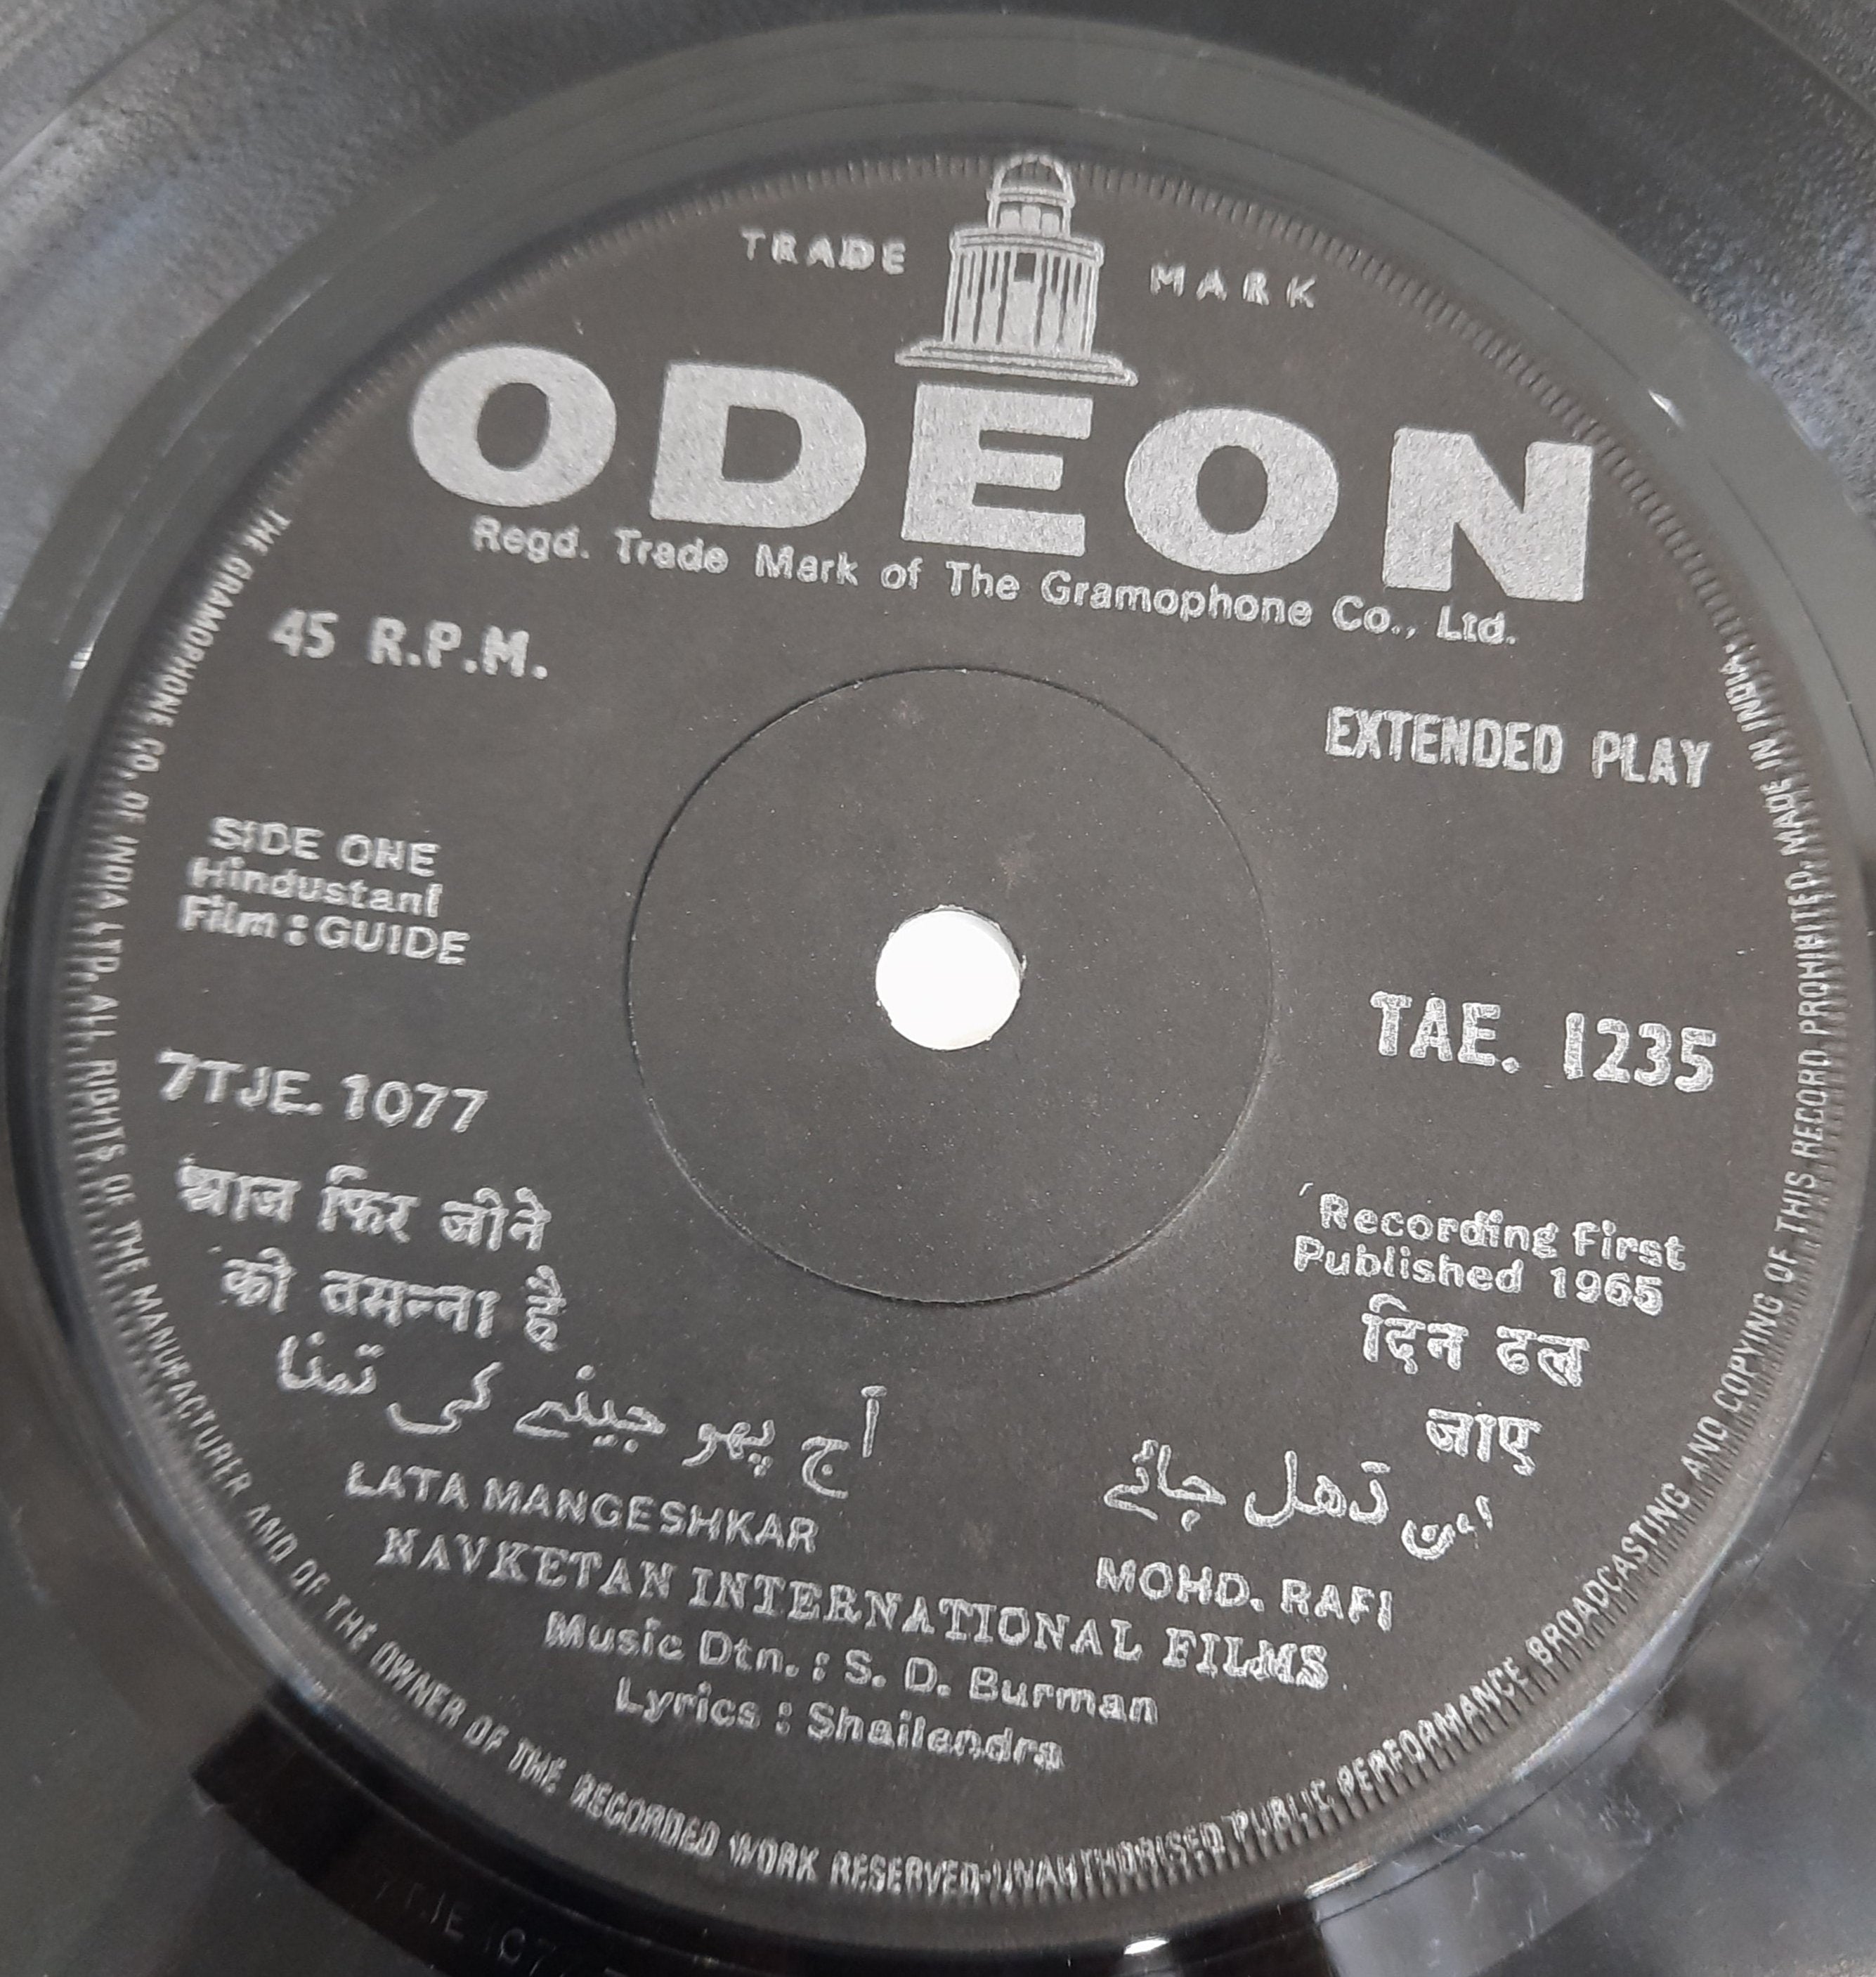 TRADE MARK
ODEON
Regd. Trade Mark of The Gramophone Co., Ltd.
45 R.P.M.
EXTENDED PLAY
SIDE ONE
Hindustani
Film : GUIDE
TAE. 1235
7TJE. 1077
Recording First
Published 1965
आज फिर जीने
की तमन्ना है
آج پھر جینے کی تمنا
LATA MANGESHKAR
दिन ढल
जाए
ڈھل جائے
MOHD. RAFI
NAVKETAN INTERNATIONAL FILMS
Music Dtn. : S. D. Burman
Lyrics : Shailendra
THE GRAMOPHONE CO. OF INDIA LTD. ALL RIGHTS OF THE MANUFACTURER AND OF THE OWNER OF THE RECORDED WORK RESERVED-UNAUTHORISED PUBLIC PERFORMANCE BROADCASTING AND COPYING OF THIS RECORD PROHIBITED. MADE IN INDIA.
7TJE 1077